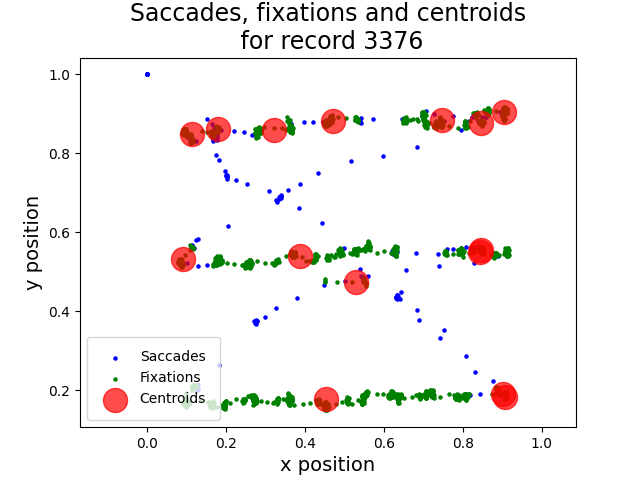 Saccades, fixations and centroids
for record 3376
1.0
0.8
0.6
0.4
0.2
y position
Saccades
Fixations
Centroids
0.0 0.2 0.4 0.6 0.8 1.0
x position